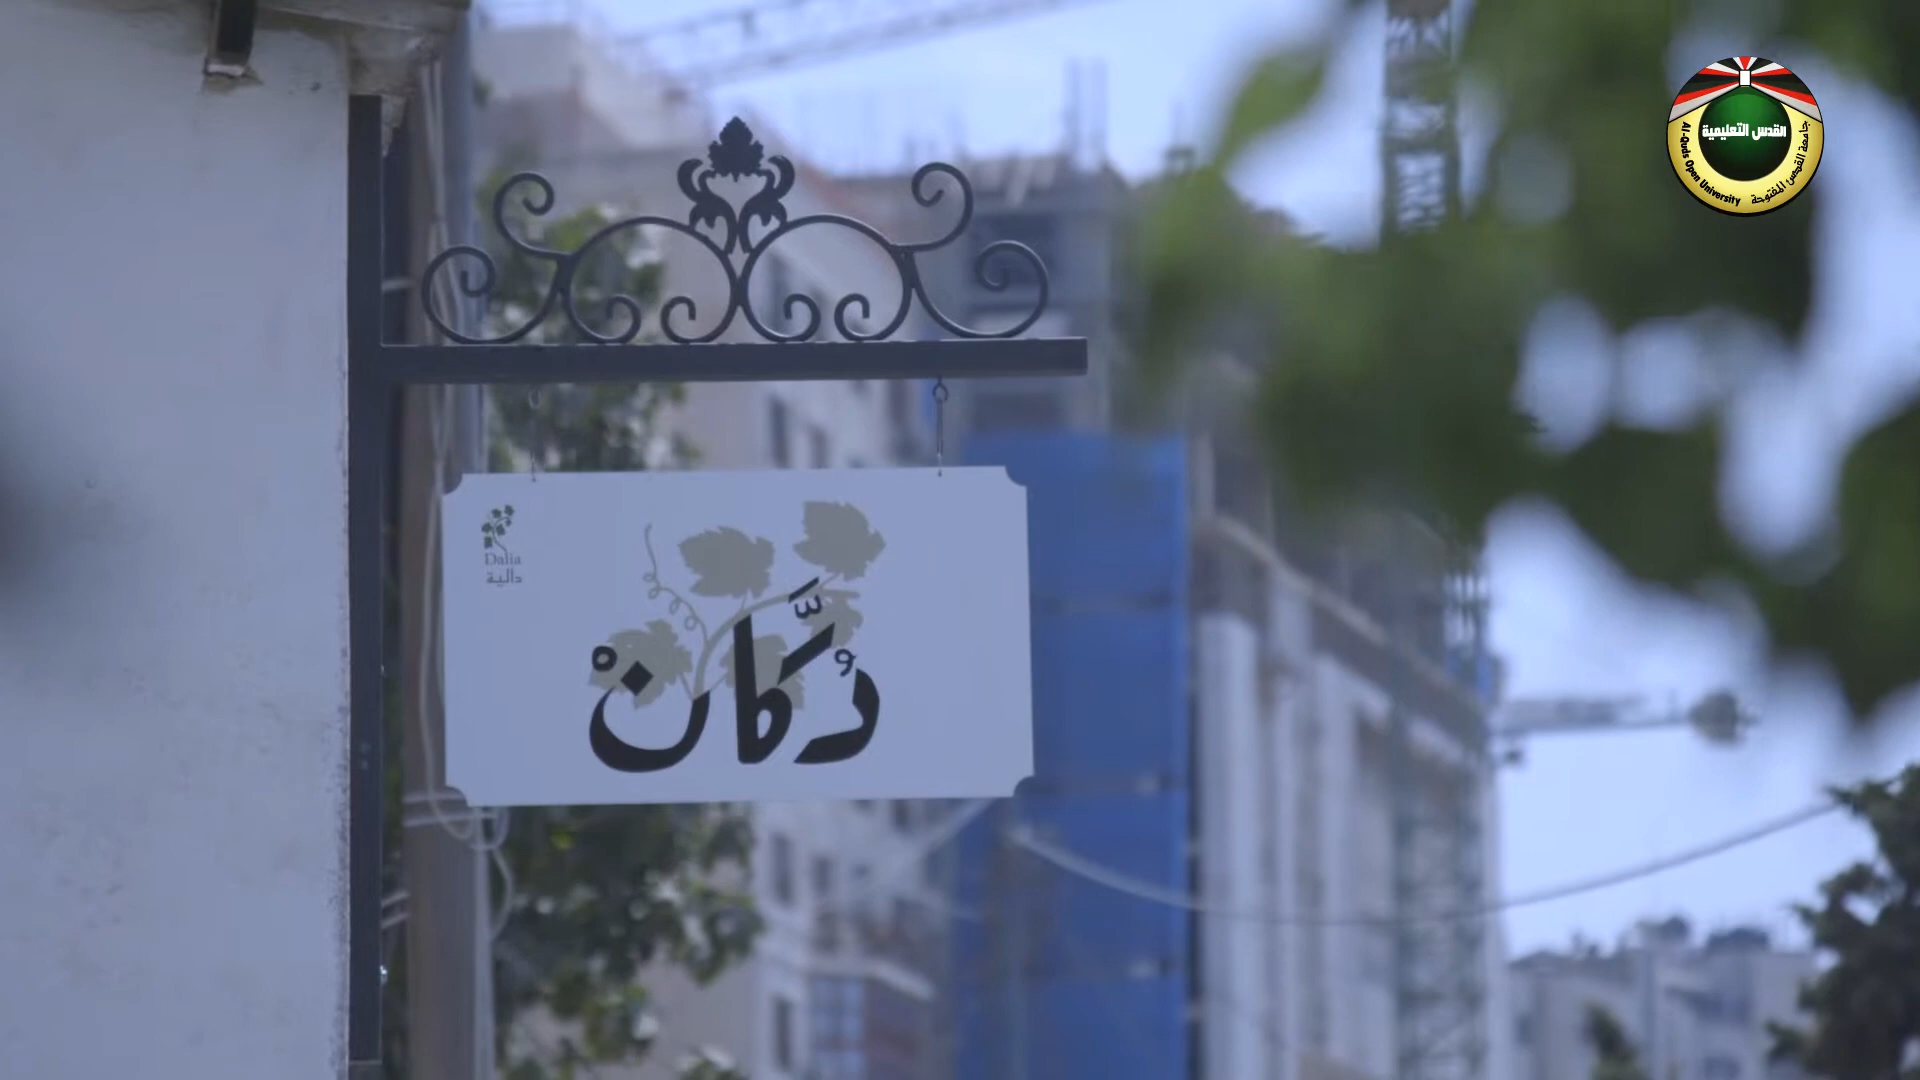 Dalia
دالية
دُكَّانْ
القدس التعليمية
Al-Quds Open University
جامعة القدس المفتوحة